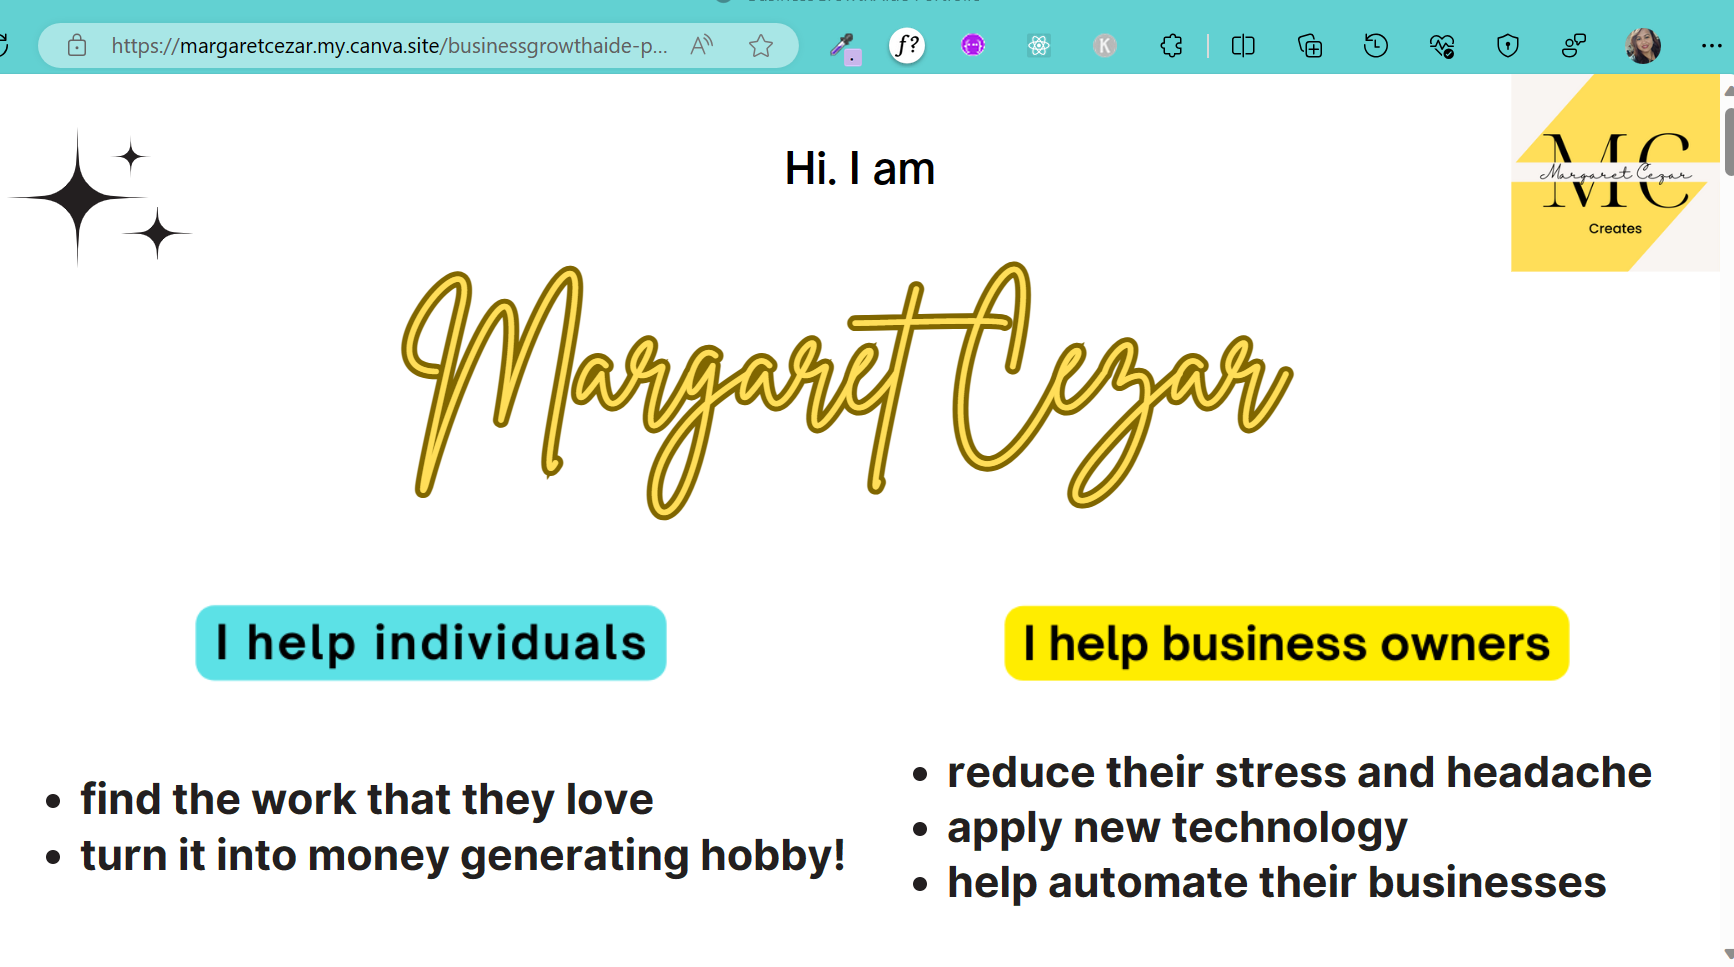 https://margaretcezar.my.canva.site/businessgrowthaide-p...
f?
K
Hi. I am
MC
Margaret Cezar
Creates
Margaret Cezar
I help individuals
find the work that they love
turn it into money generating hobby!
I help business owners
reduce their stress and headache
apply new technology
help automate their businesses